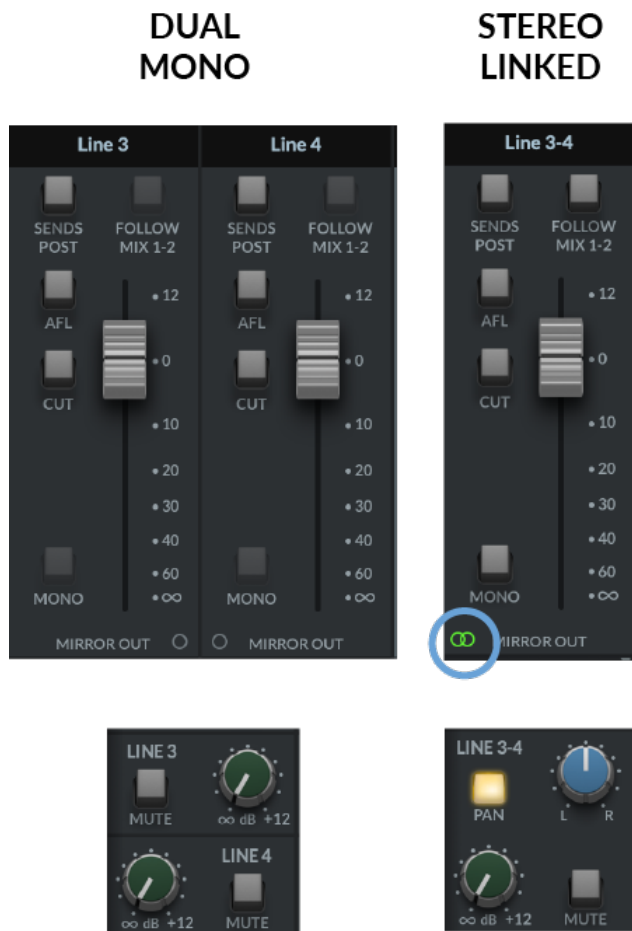 DUAL
MONO
STEREO
LINKED
Line 3
Line 4
Line 3-4
SENDS
POST
FOLLOW
MIX 1-2
SENDS
POST
FOLLOW
MIX 1-2
SENDS
POST
FOLLOW
MIX 1-2
AFL
12
AFL
12
AFL
12
0
0
0
CUT
CUT
CUT
10
10
10
20
20
20
30
30
30
40
40
40
60
60
60
MONO
∞
MONO
∞
MONO
∞
MIRROR OUT
MIRROR OUT
MIRROR OUT
LINE 3
MUTE
∞ dB +12
LINE 4
∞ dB +12
MUTE
LINE 3-4
PAN
L R
∞ dB +12
MUTE